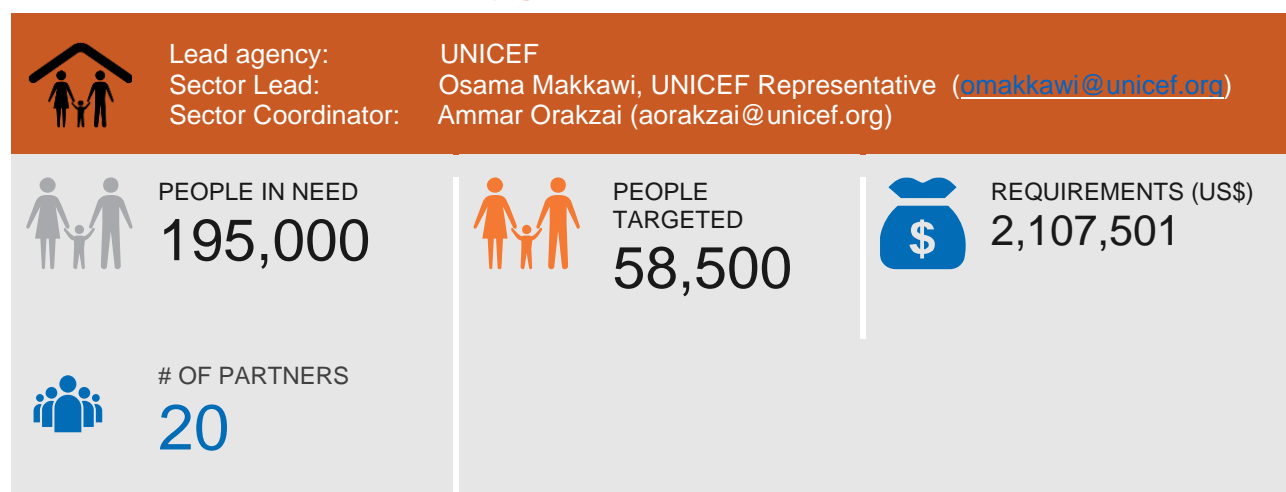 Lead agency: UNICEF
Sector Lead: Osama Makkawi, UNICEF Representative (omakkawi@unicef.org)
Sector Coordinator: Ammar Orakzai (aorakzai@unicef.org)
PEOPLE IN NEED
195,000
PEOPLE
TARGETED
58,500
REQUIREMENTS (US$)
2,107,501
$
# OF PARTNERS
20